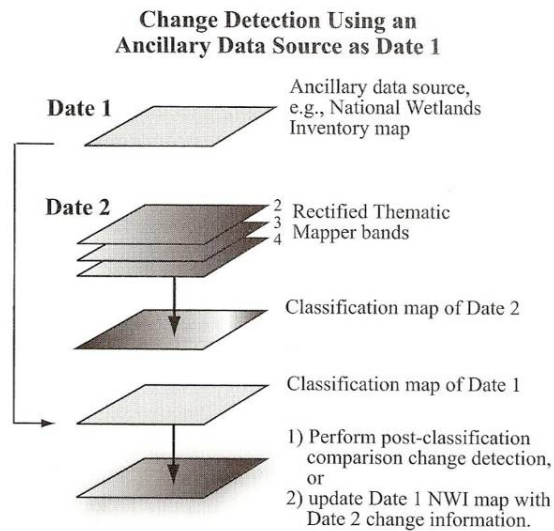 Change Detection Using an
Ancillary Data Source as Date 1
Date 1
Ancillary data source,
e.g., National Wetlands
Inventory map
Date 2
2
3
4
Rectified Thematic
Mapper bands
Classification map of Date 2
Classification map of Date 1
1) Perform post-classification
comparison change detection,
or
2) update Date 1 NWI map with
Date 2 change information.